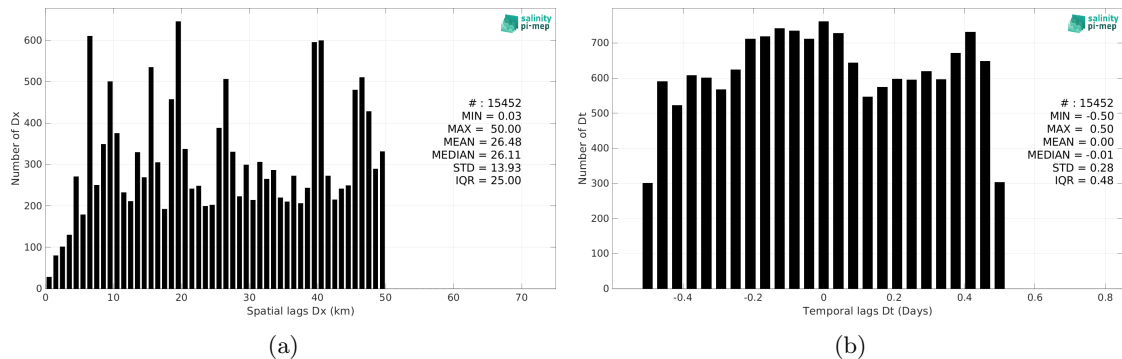 600
500
400
300
200
100
0
Number of Dx
0 10 20 30 40 50 60 70
Spatial lags Dx (km)
salinity
pi-mep
# : 15452
MIN = 0.03
MAX = 50.00
MEAN = 26.48
MEDIAN = 26.11
STD = 13.93
IQR = 25.00
(a)
700
600
500
400
300
200
100
0
Number of Dt
-0.4 -0.2 0 0.2 0.4 0.6 0.8
Temporal lags Dt (Days)
salinity
pi-mep
# : 15452
MIN = -0.50
MAX = 0.50
MEAN = 0.00
MEDIAN = -0.01
STD = 0.28
IQR = 0.48
(b)